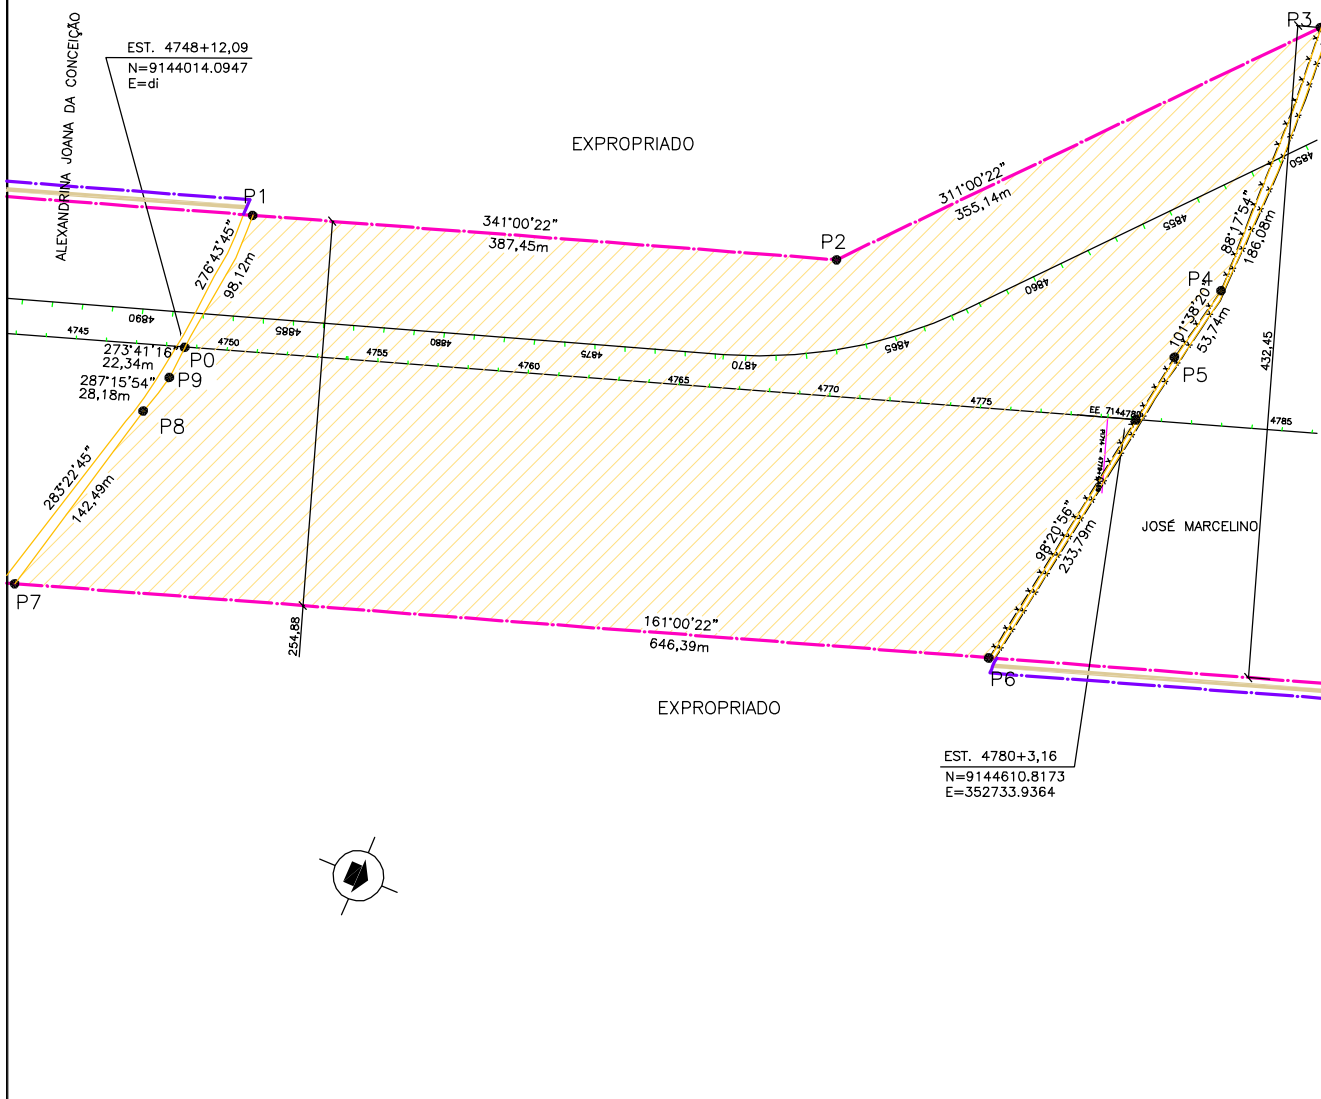 P3
ALEXANDRINA JOANA DA CONCEIÇÃO
EST. 4748+12,09
N=9144014.0947
E=di
EXPROPRIADO
4850
311°00'22"
355,14m
P1
341°00'22"
387,45m
P2
4855
88°17'54"
186,08m
276°43'45"
98,12m
4860
P4
4890
4885
4880
4875
4870
4865
101°38'20"
53,74m
432,45
4745
4750
4755
4760
4765
4770
4775
EE 714
4780
4785
273°41'16"
22,34m
P0
P5
287°15'54"
28,18m
P9
P8
283°22'45"
142,49m
98°20'56"
233,79m
JOSÉ MARCELINO
P7
254,88
161°00'22"
646,39m
P6
EXPROPRIADO
EST. 4780+3,16
N=9144610.8173
E=352733.9364